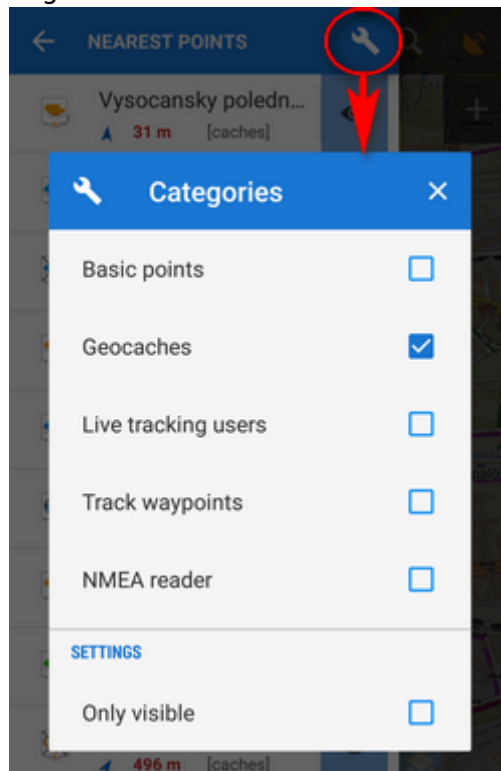 NEAREST POINTS
Vysocansky poledn...
31 m [caches]
Categories
Basic points
Geocaches
Live tracking users
Track waypoints
NMEA reader
SETTINGS
Only visible
496 m [caches]